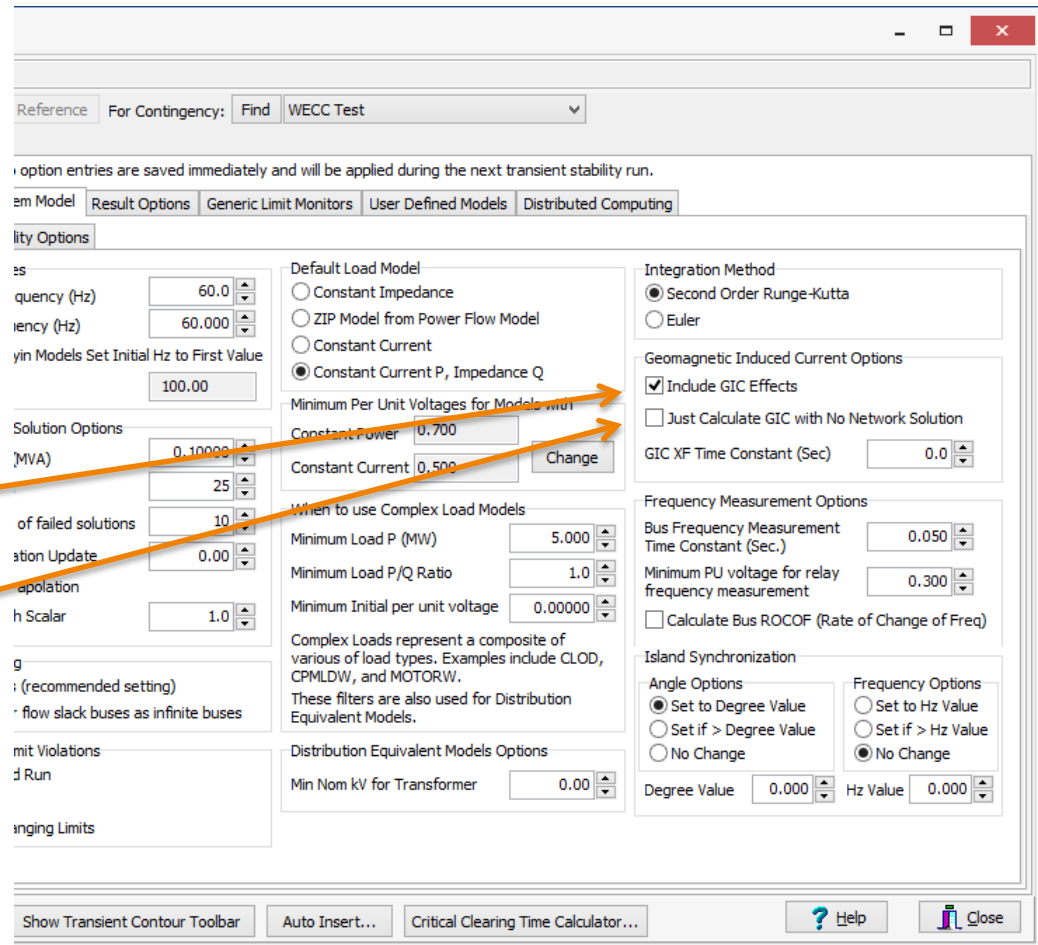 Reference For Contingency: Find WECC Test
option entries are saved immediately and will be applied during the next transient stability run.
em Model Result Options Generic Limit Monitors User Defined Models Distributed Computing
lity Options
es
quency (Hz) 60.0
iency (Hz) 60.000
yin Models Set Initial Hz to First Value
100.00
Solution Options
(MVA) 0.10000
25
of failed solutions 10
ation Update 0.00
apolation
h Scalar 1.0
g
s (recommended setting)
r flow slack buses as infinite buses
mit Violations
d Run
anging Limits
Default Load Model
Constant Impedance
ZIP Model from Power Flow Model
Constant Current
Constant Current P, Impedance Q
Minimum Per Unit Voltages for Models with
Constant Power 0.700
Constant Current 0.500 Change
When to use Complex Load Models
Minimum Load P (MW) 5.000
Minimum Load P/Q Ratio 1.0
Minimum Initial per unit voltage 0.00000
Complex Loads represent a composite of
various of load types. Examples include CLOD,
CPMLDW, and MOTORW.
These filters are also used for Distribution
Equivalent Models.
Distribution Equivalent Models Options
Min Nom kV for Transformer 0.00
Integration Method
Second Order Runge-Kutta
Euler
Geomagnetic Induced Current Options
Include GIC Effects
Just Calculate GIC with No Network Solution
GIC XF Time Constant (Sec) 0.0
Frequency Measurement Options
Bus Frequency Measurement
Time Constant (Sec.) 0.050
Minimum PU voltage for relay
frequency measurement 0.300
Calculate Bus ROCOF (Rate of Change of Freq)
Island Synchronization
Angle Options
Set to Degree Value
Set if > Degree Value
No Change
Frequency Options
Set to Hz Value
Set if > Hz Value
No Change
Degree Value 0.000 Hz Value 0.000
Show Transient Contour Toolbar Auto Insert... Critical Clearing Time Calculator... Help Close